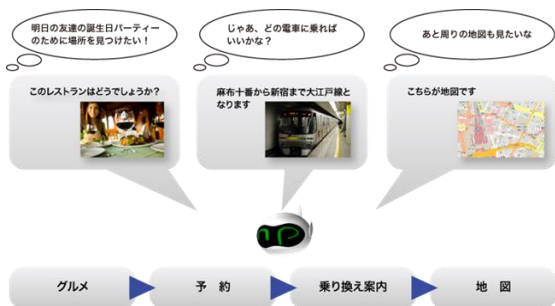 明日の友達の誕生日パーティー
のために場所を見つけたい！
じゃあ、どの電車に乗れば
いいかな？
あと周りの地図も見たいな
このレストランはどうでしょうか？
麻布十番から新宿まで大江戸線と
なります
こちらが地図です
グルメ
予 約
乗り換え案内
地 図